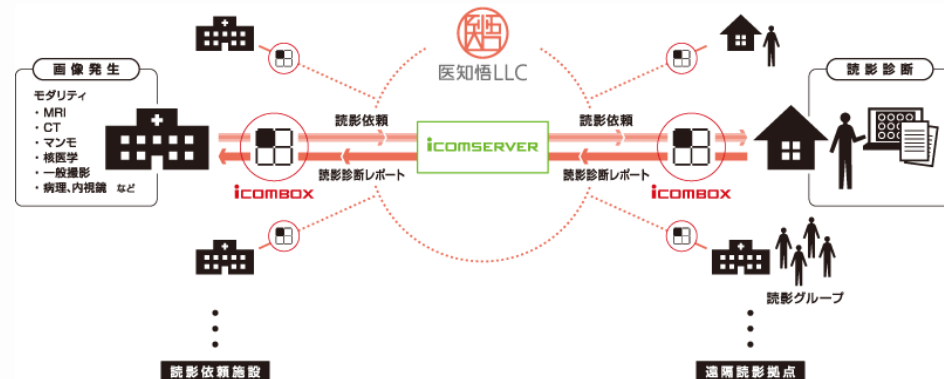 医知悟
医知悟LLC
画像発生
モダリティ
・MRI
・CT
・マンモ
・核医学
・一般撮影
・病理、内視鏡 など
読影依頼
読影診断レポート
iCOMBOX
iCOMSERVER
読影依頼
読影診断レポート
iCOMBOX
読影診断
読影グループ
読影依頼施設
遠隔読影拠点